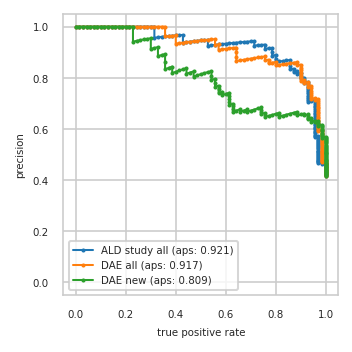 1.0
0.8
0.6
0.4
0.2
0.0
precision
ALD study all (aps: 0.921)
DAE all (aps: 0.917)
DAE new (aps: 0.809)
0.0 0.2 0.4 0.6 0.8 1.0
true positive rate